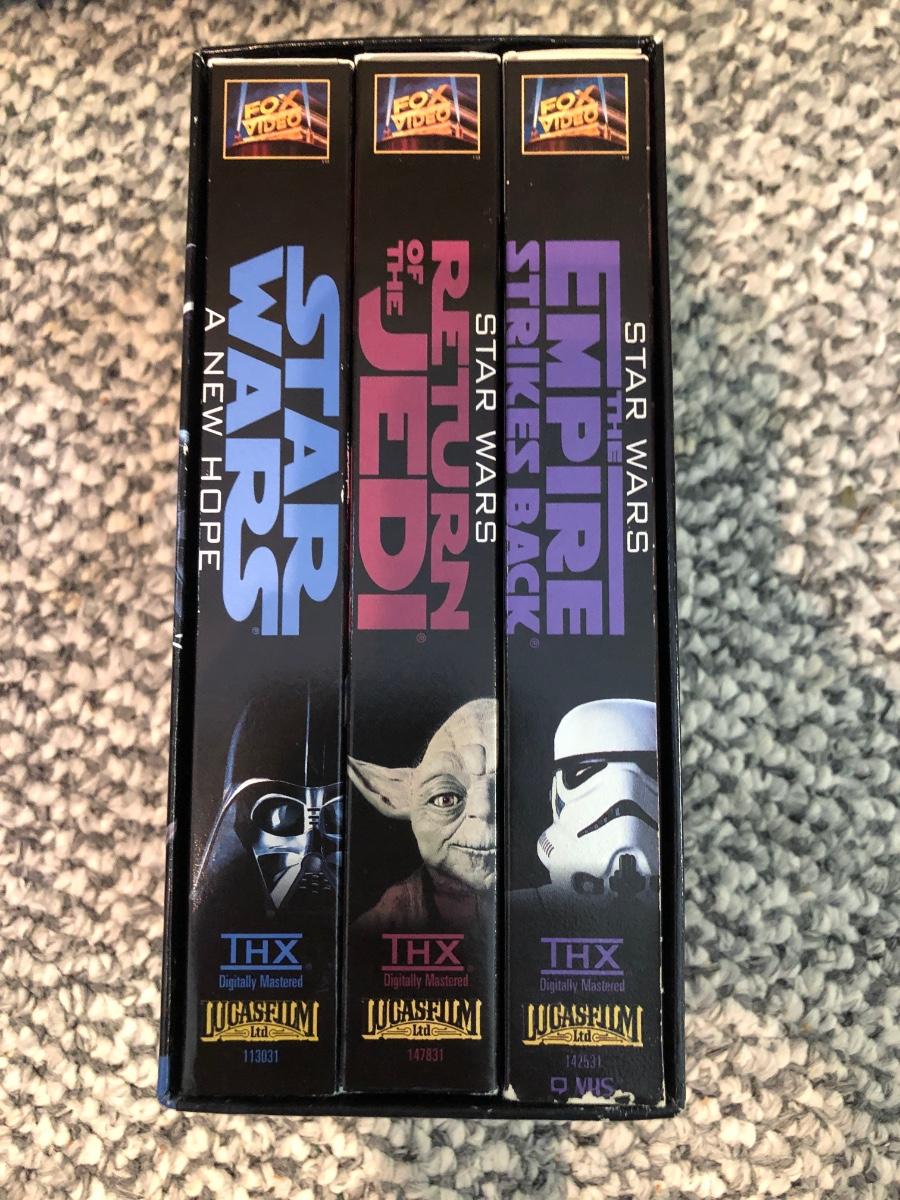 FOX
VIDEO
STAR
WARS
A NEW HOPE
THX
Digitally Mastered
LUCASFILM
Ltd
113031
FOX
VIDEO
STAR WARS
RETURN
OF
THE
JEDI
THX
Digitally Mastered
LUCASFILM
Ltd
147831
FOX
VIDEO
STAR WARS
THE
EMPIRE
STRIKES BACK
THX
Digitally Mastered
LUCASFILM
Ltd
142531
VHS